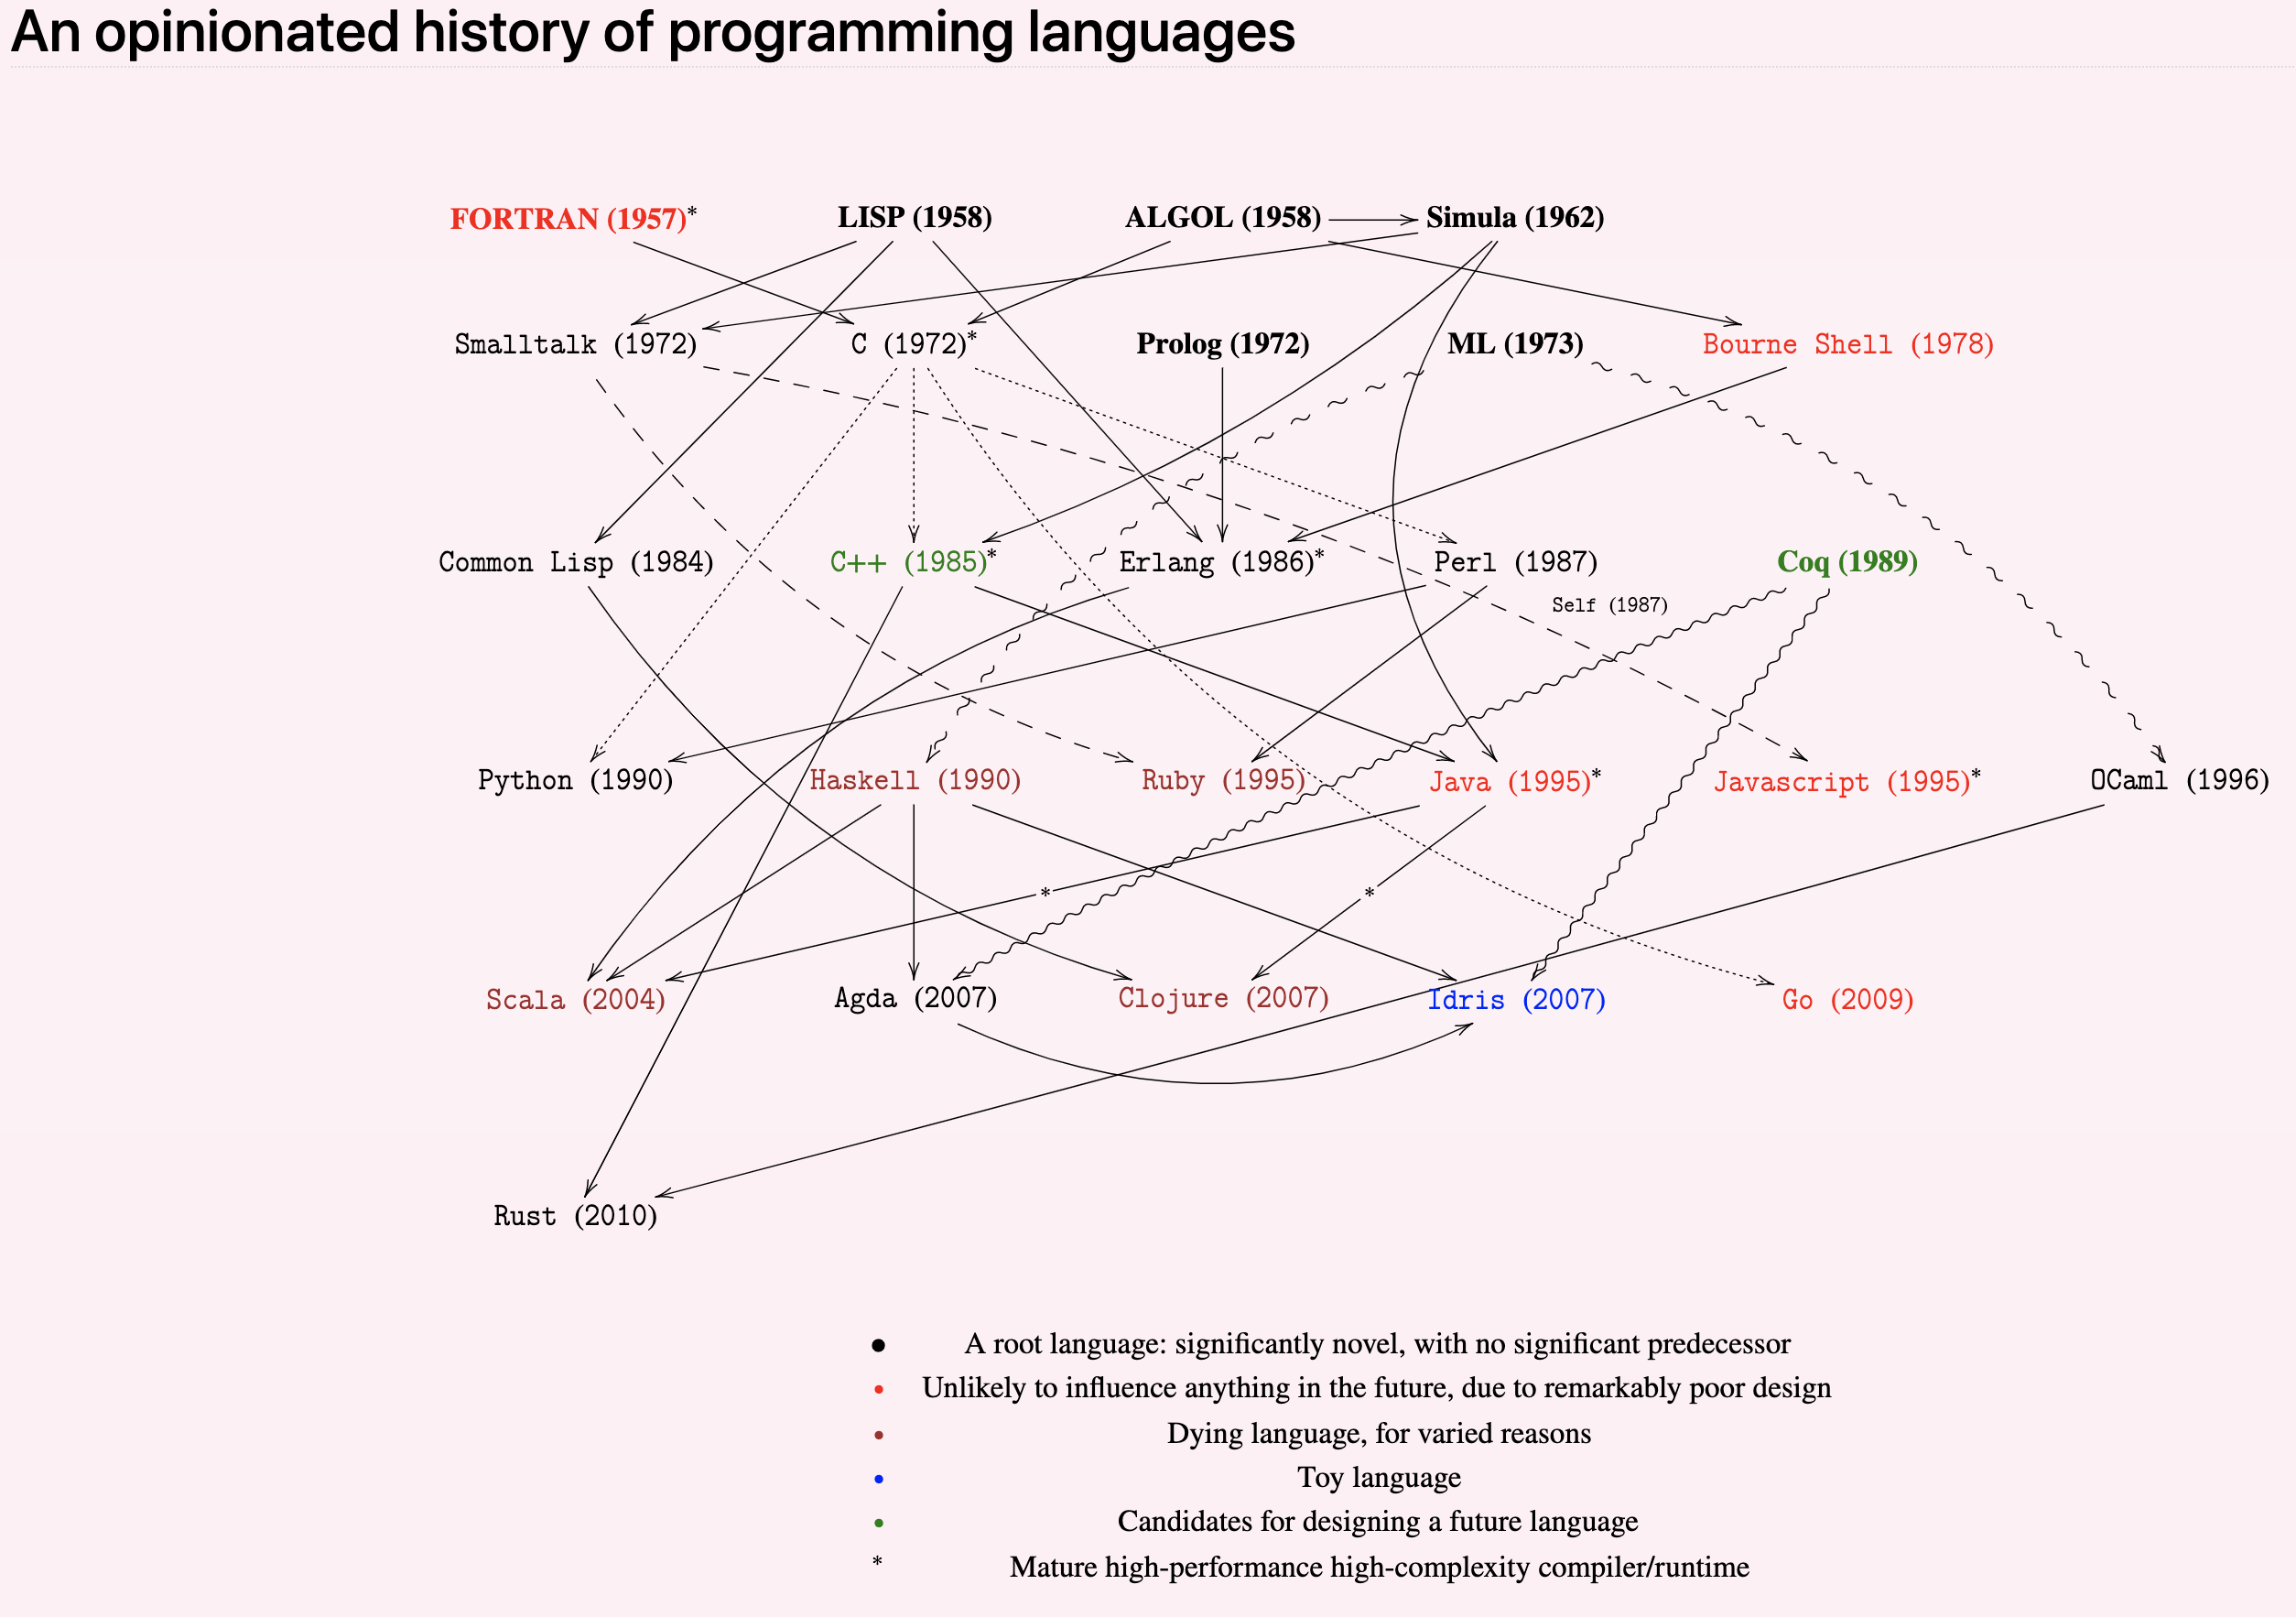 An opinionated history of programming languages
FORTRAN (1957)* LISP (1958) ALGOL (1958) Simula (1962)
Smalltalk (1972) C (1972)* Prolog (1972) ML (1973) Bourne Shell (1978)
Common Lisp (1984) C++ (1985)* Erlang (1986)* Perl (1987) Coq (1989)
Self (1987)
Python (1990) Haskell (1990) Ruby (1995) Java (1995)* Javascript (1995)* OCaml (1996)
* *
Scala (2004) Agda (2007) Clojure (2007) Idris (2007) Go (2009)
Rust (2010)
• A root language: significantly novel, with no significant predecessor
• Unlikely to influence anything in the future, due to remarkably poor design
• Dying language, for varied reasons
• Toy language
• Candidates for designing a future language
* Mature high-performance high-complexity compiler/runtime